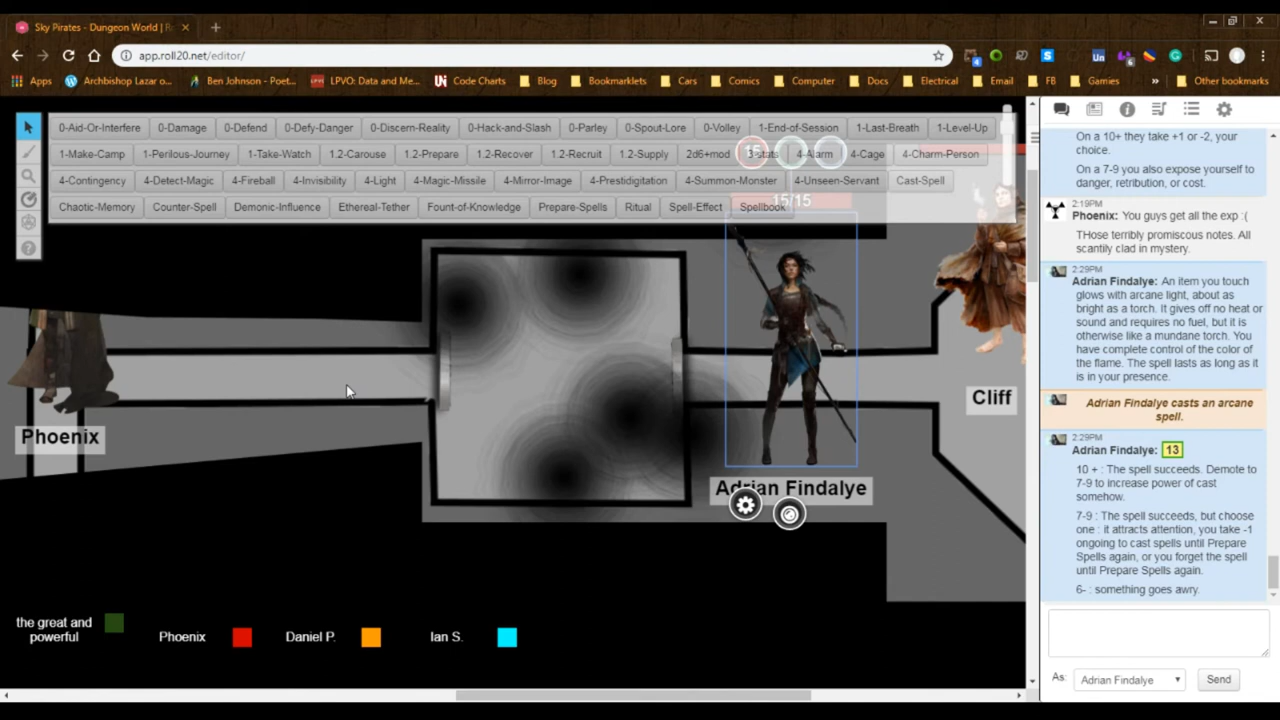 Sky Pirates - Dungeon World | R
app.roll20.net/editor/
Apps Archbishop Lazar o... Ben Johnson - Poet... LPVO: Data and Me... Code Charts Blog Bookmarklets Cars Comics Computer Docs Electrical Email FB Gamies » Other bookmarks
0-Aid-Or-Interfere 0-Damage 0-Defend 0-Defy-Danger 0-Discern-Reality 0-Hack-and-Slash 0-Parley 0-Spout-Lore 0-Volley 1-End-of-Session 1-Last-Breath 1-Level-Up
1-Make-Camp 1-Perilous-Journey 1-Take-Watch 1.2-Carouse 1.2-Prepare 1.2-Recover 1.2-Recruit 1.2-Supply 2d6+mod 3-stats 4-Alarm 4-Cage 4-Charm-Person
4-Contingency 4-Detect-Magic 4-Fireball 4-Invisibility 4-Light 4-Magic-Missile 4-Mirror-Image 4-Prestidigitation 4-Summon-Monster 4-Unseen-Servant Cast-Spell
Chaotic-Memory Counter-Spell Demonic-Influence Ethereal-Tether Fount-of-Knowledge Prepare-Spells Ritual Spell-Effect Spellbook
15
15/15
Phoenix
Adrian Findalye
Cliff
the great and
powerful
Phoenix
Daniel P.
Ian S.
On a 10+ they take +1 or -2, your
choice.
On a 7-9 you also expose yourself to
danger, retribution, or cost.
2:19PM
Phoenix: You guys get all the exp :(
THose terribly promiscous notes. All
scantily clad in mystery.
2:29PM
Adrian Findalye: An item you touch
glows with arcane light, about as
bright as a torch. It gives off no heat or
sound and requires no fuel, but it is
otherwise like a mundane torch. You
have complete control of the color of
the flame. The spell lasts as long as it
is in your presence.
Adrian Findalye casts an arcane
spell.
2:29PM
Adrian Findalye: 13
10 + : The spell succeeds. Demote to
7-9 to increase power of cast
somehow.
7-9 : The spell succeeds, but choose
one : it attracts attention, you take -1
ongoing to cast spells until Prepare
Spells again, or you forget the spell
until Prepare Spells again.
6- : something goes awry.
As: Adrian Findalye Send